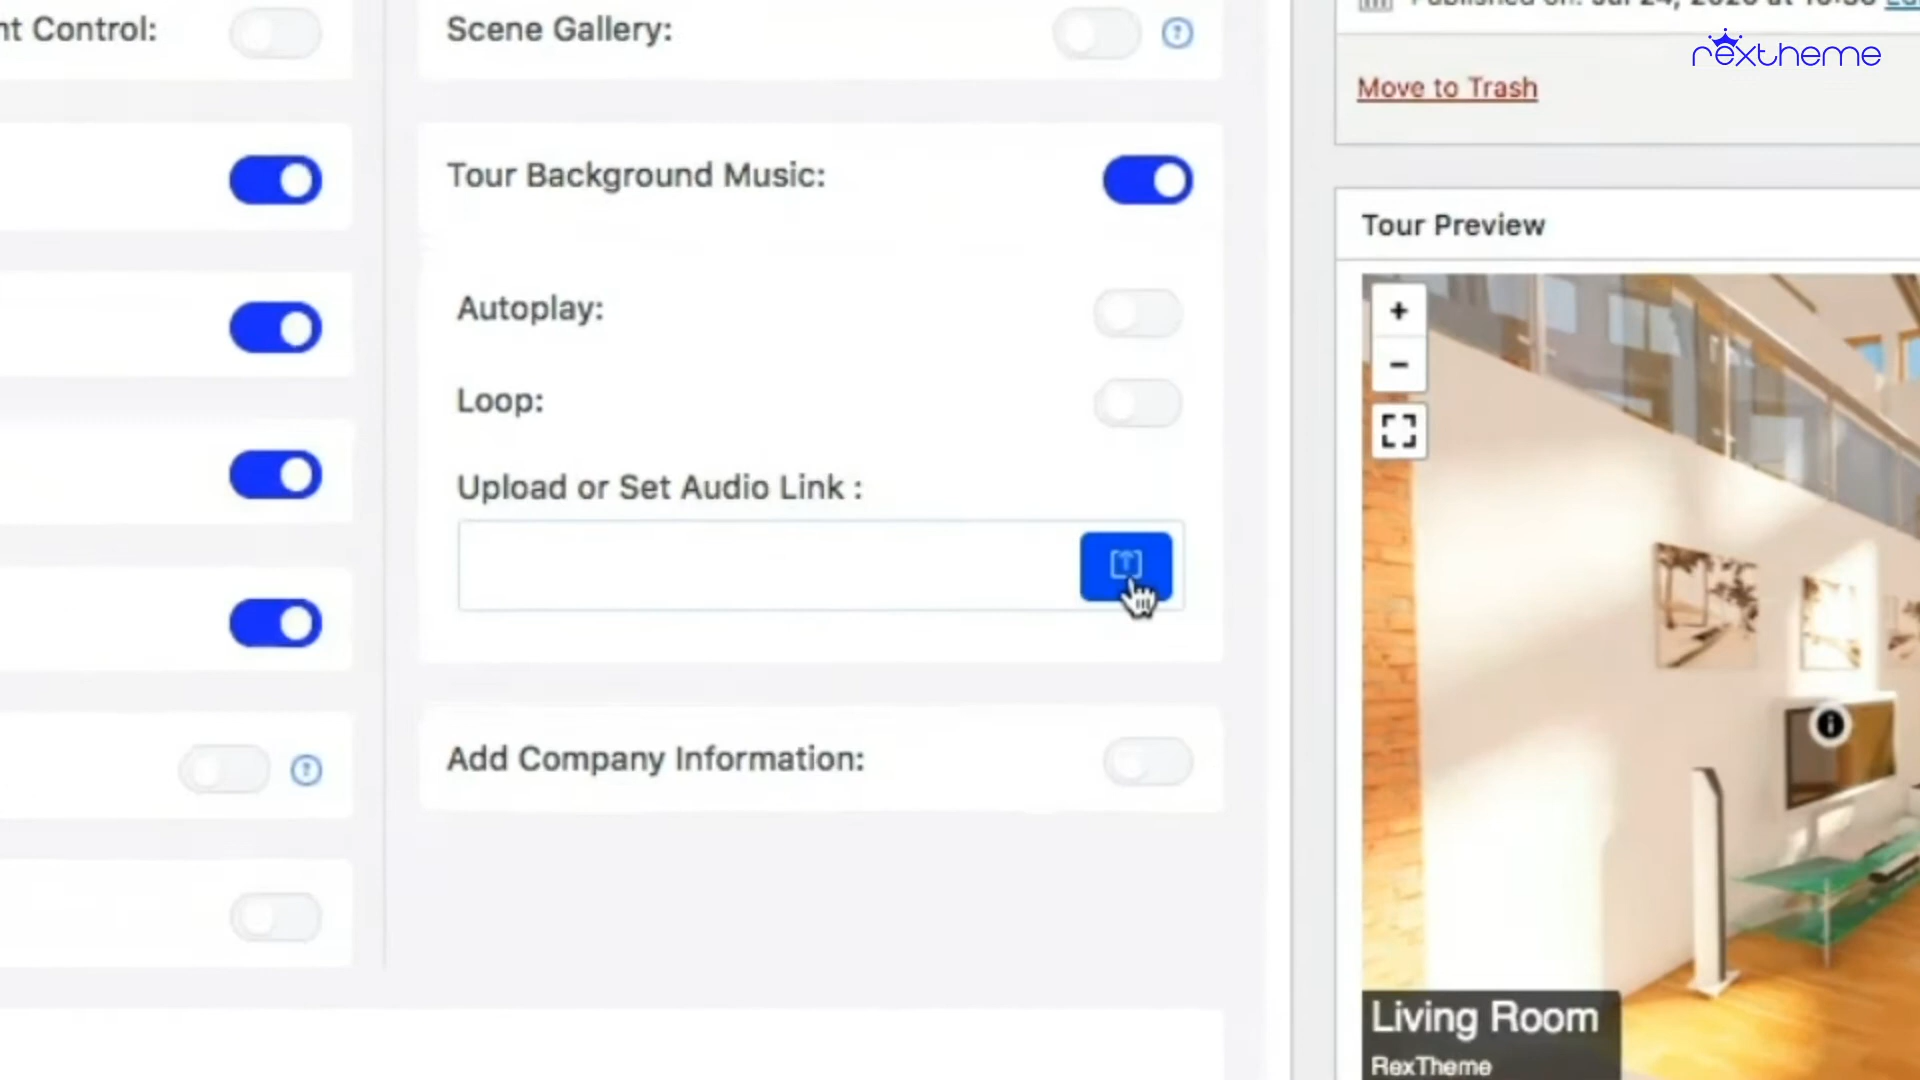 nt Control:
Scene Gallery:
Tour Background Music:
Autoplay:
Loop:
Upload or Set Audio Link :
Add Company Information:
rextheme
Move to Trash
Tour Preview
+
−
Living Room
RexTheme